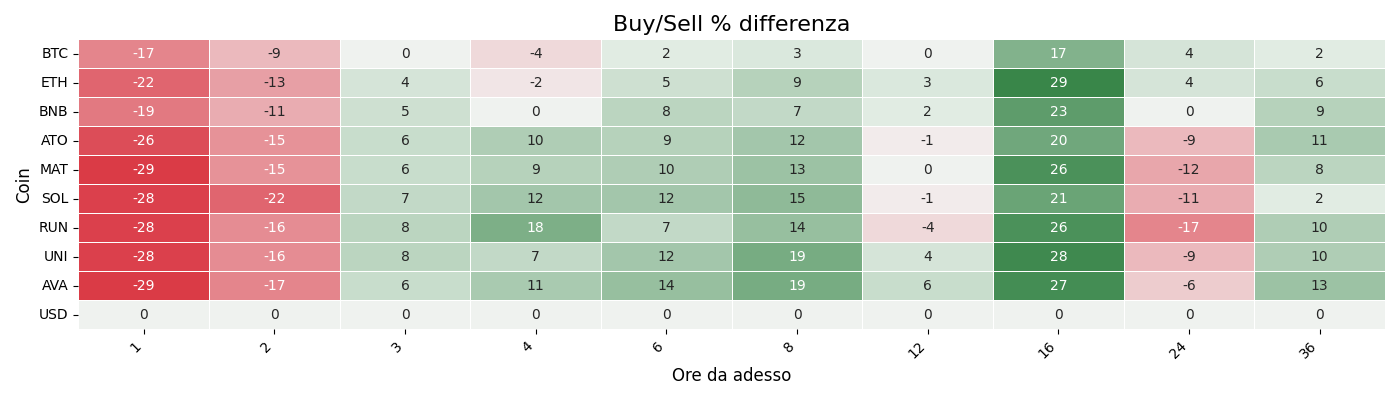 Buy/Sell % differenza
Coin
BTC -17 -9 0 -4 2 3 0 17 4 2
ETH -22 -13 4 -2 5 9 3 29 4 6
BNB -19 -11 5 0 8 7 2 23 0 9
ATO -26 -15 6 10 9 12 -1 20 -9 11
MAT -29 -15 6 9 10 13 0 26 -12 8
SOL -28 -22 7 12 12 15 -1 21 -11 2
RUN -28 -16 8 18 7 14 -4 26 -17 10
UNI -28 -16 8 7 12 19 4 28 -9 10
AVA -29 -17 6 11 14 19 6 27 -6 13
USD 0 0 0 0 0 0 0 0 0 0
1 2 3 4 6 8 12 16 24 36
Ore da adesso